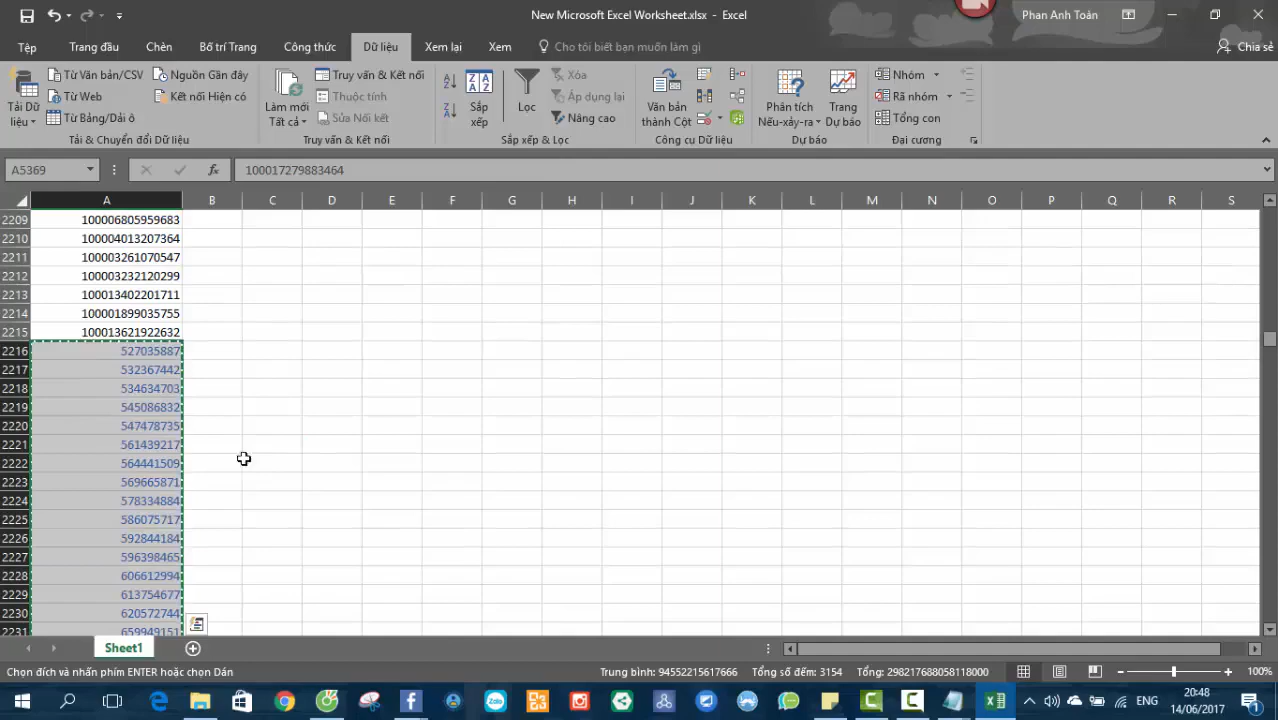 New Microsoft Excel Worksheet.xlsx - Excel
Phan Anh Toản
Tệp Trang đầu Chèn Bố trí Trang Công thức Dữ liệu Xem lại Xem Cho tôi biết bạn muốn làm gì Chia sẻ
Tải Dữ liệu
Từ Văn bản/CSV
Từ Web
Từ Bảng/Dải ô
Nguồn Gần đây
Kết nối Hiện có
Tải & Chuyển đổi Dữ liệu
Làm mới Tất cả
Truy vấn & Kết nối
Thuộc tính
Sửa Nối kết
Truy vấn & Kết nối
Sắp xếp
Lọc
Xóa
Áp dụng lại
Nâng cao
Sắp xếp & Lọc
Văn bản thành Cột
Công cụ Dữ liệu
Phân tích Nếu-xảy-ra
Trang Dự báo
Dự báo
Nhóm
Rã nhóm
Tổng con
Đại cương
A5369 fx 100017279883464
A B C D E F G H I J K L M N O P Q R S
2209 100006805959683
2210 100004013207364
2211 100003261070547
2212 100003232120299
2213 100013402201711
2214 100001899035755
2215 100013621922632
2216 527035887
2217 532367442
2218 534634703
2219 545086832
2220 547478735
2221 561439217
2222 564441509
2223 569665871
2224 578334884
2225 586075717
2226 592844184
2227 596398465
2228 606612994
2229 613754677
2230 620572744
2231 659949151
Sheet1
Chọn đích và nhấn phím ENTER hoặc chọn Dán Trung bình: 94552215617666 Tổng số đếm: 3154 Tổng: 298217688058118000 100%
Zalo
ENG
20:48
14/06/2017